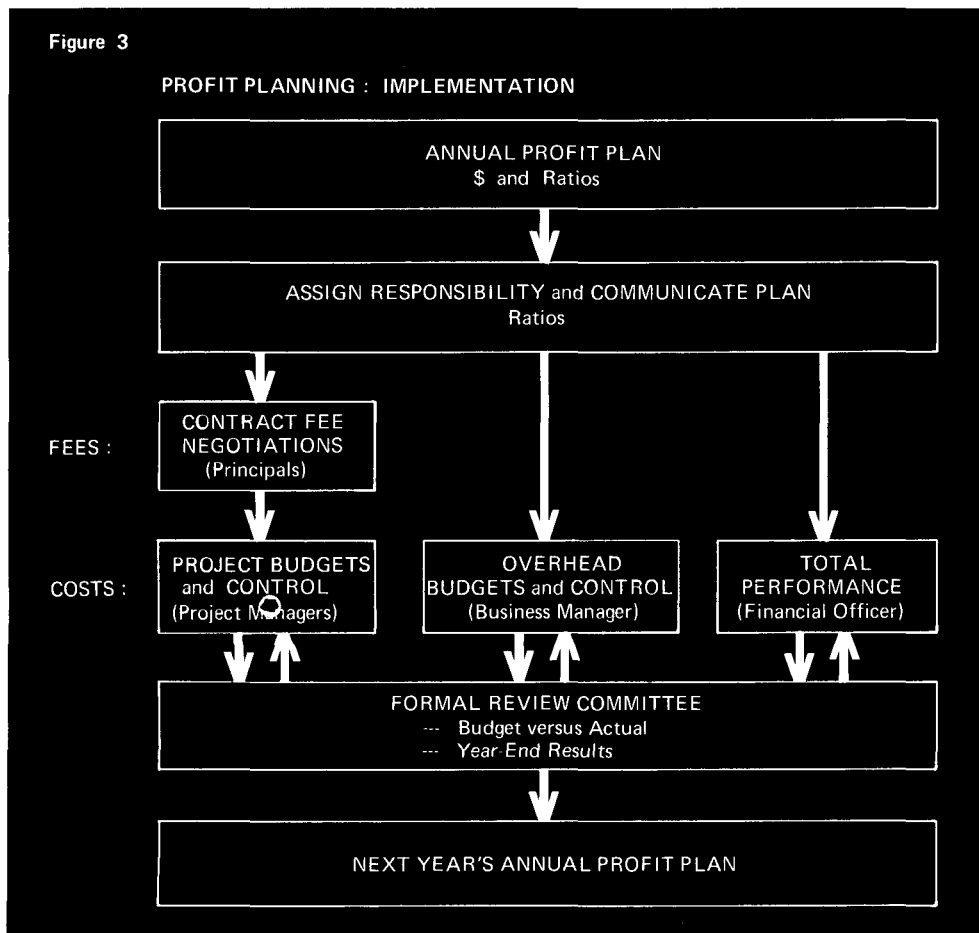 Figure 3
PROFIT PLANNING : IMPLEMENTATION
ANNUAL PROFIT PLAN
$ and Ratios
ASSIGN RESPONSIBILITY and COMMUNICATE PLAN
Ratios
FEES :
CONTRACT FEE
NEGOTIATIONS
(Principals)
COSTS :
PROJECT BUDGETS
and CONTROL
(Project Managers)
OVERHEAD
BUDGETS and CONTROL
(Business Manager)
TOTAL
PERFORMANCE
(Financial Officer)
FORMAL REVIEW COMMITTEE
--- Budget versus Actual
--- Year-End Results
NEXT YEAR'S ANNUAL PROFIT PLAN